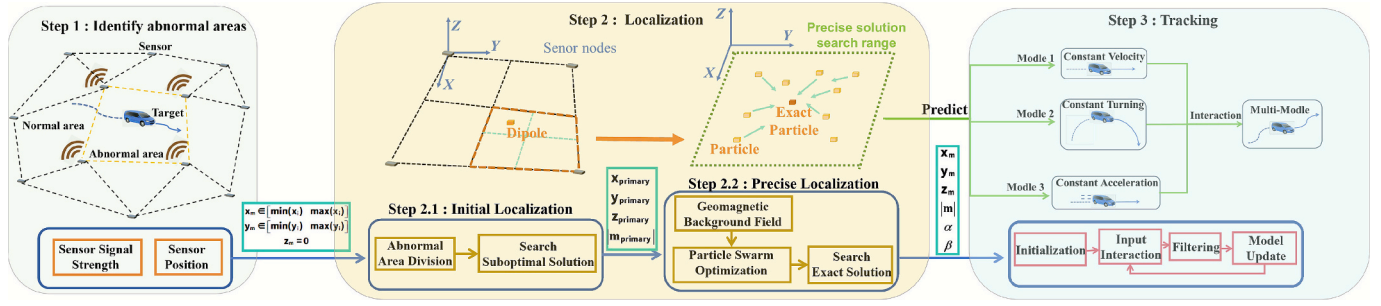 Step 1 : Identify abnormal areas
Sensor
Target
Normal area
Abnormal area
Sensor Signal
Strength
Sensor
Position
xₘ ∈ [min(xᵢ) max(xᵢ)]
yₘ ∈ [min(yᵢ) max(yᵢ)]
zₘ = 0
Step 2 : Localization
Z
Y
X
Senor nodes
Dipole
Z
Y
X
Precise solution
search range
Exact
Particle
Particle
Step 2.1 : Initial Localization
Abnormal
Area Division
Search
Suboptimal Solution
x_primary
y_primary
z_primary
|m_primary|
Step 2.2 : Precise Localization
Geomagnetic
Background Field
Particle Swarm
Optimization
Search
Exact Solution
Predict
xₘ
yₘ
zₘ
|m|
α
β
Step 3 : Tracking
Modle 1
Constant Velocity
Modle 2
Constant Turning
Modle 3
Constant Acceleration
Interaction
Multi-Modle
Initialization
Input
Interaction
Filtering
Model
Update